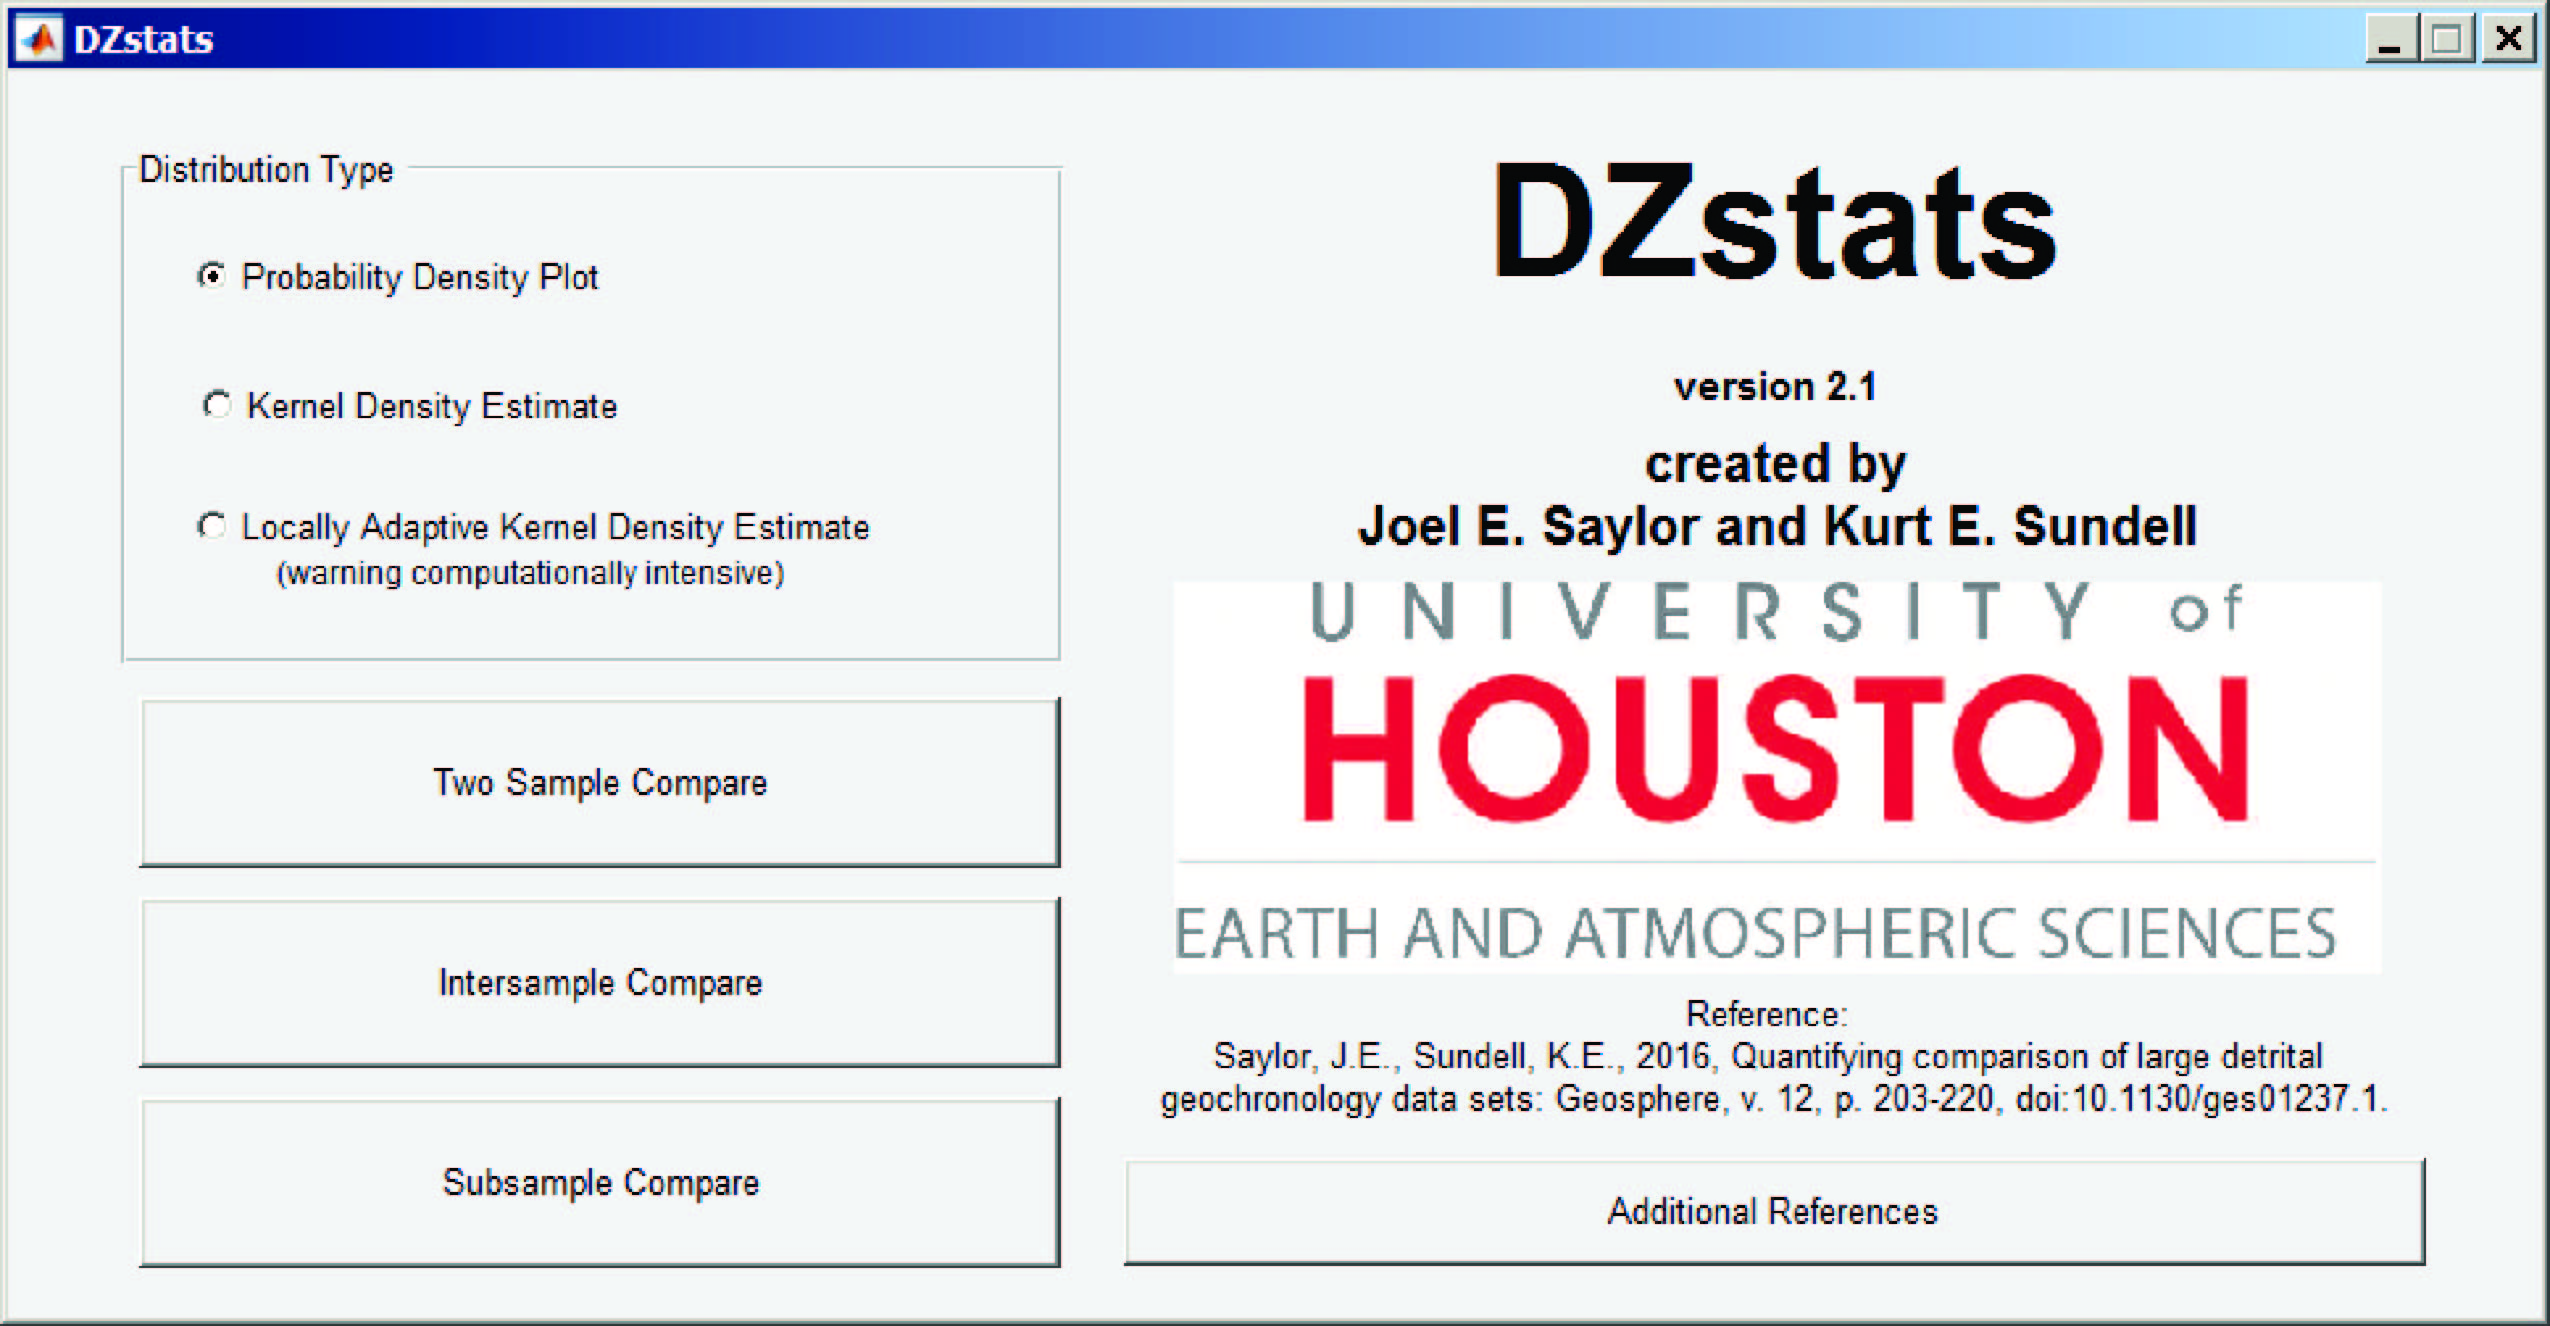 DZstats
Distribution Type
Probability Density Plot
Kernel Density Estimate
Locally Adaptive Kernel Density Estimate
(warning computationally intensive)
Two Sample Compare
Intersample Compare
Subsample Compare
DZstats
version 2.1
created by
Joel E. Saylor and Kurt E. Sundell
UNIVERSITY of
HOUSTON
EARTH AND ATMOSPHERIC SCIENCES
Reference:
Saylor, J.E., Sundell, K.E., 2016, Quantifying comparison of large detrital
geochronology data sets: Geosphere, v. 12, p. 203-220, doi:10.1130/ges01237.1.
Additional References